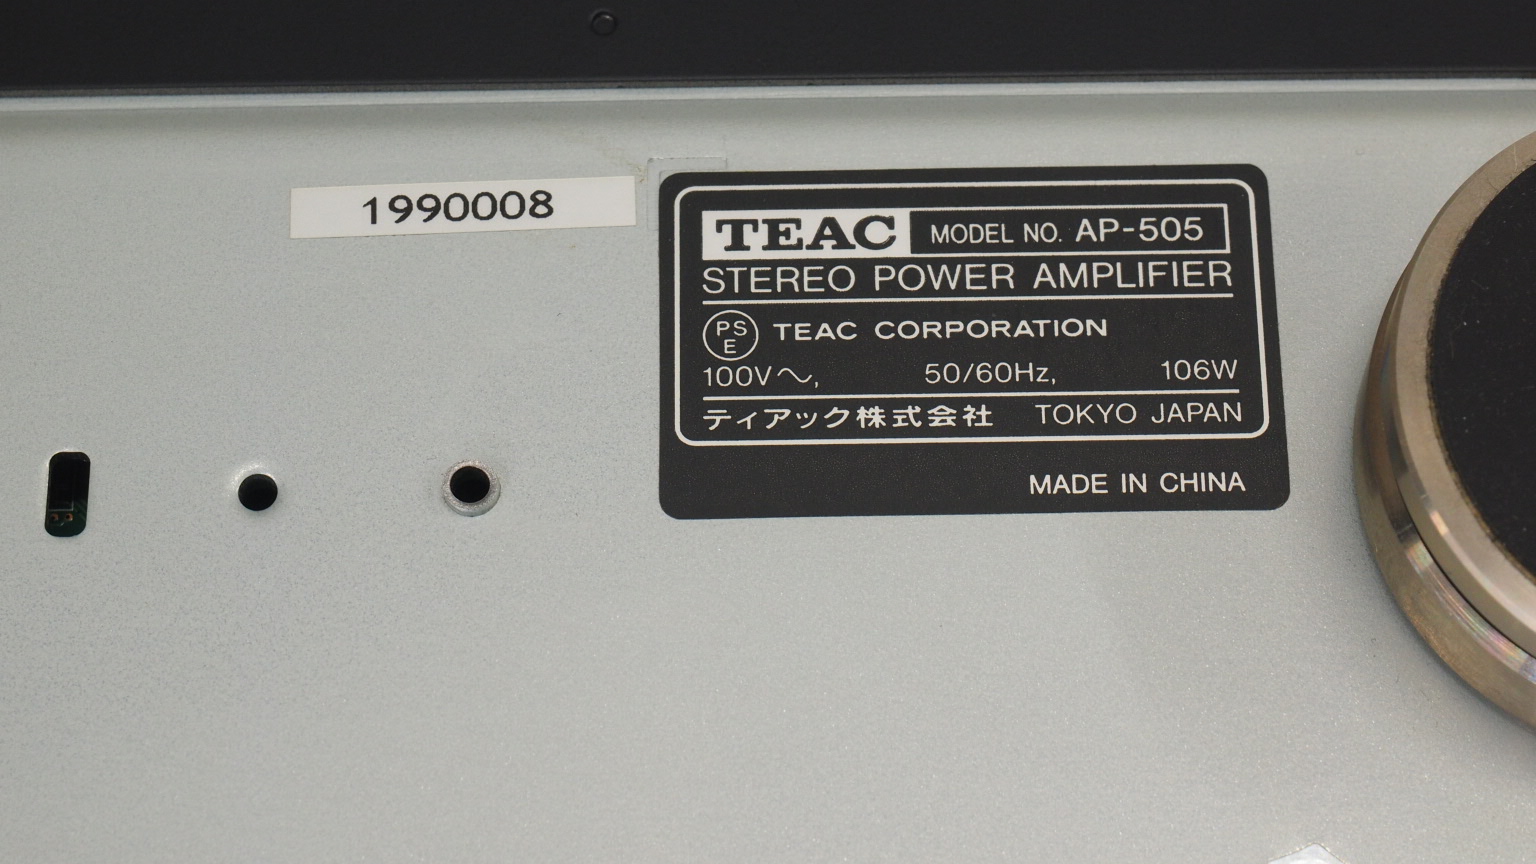 1990008
TEAC MODEL NO. AP-505
STEREO POWER AMPLIFIER
PSE TEAC CORPORATION
100V～, 50/60Hz, 106W
ティアック株式会社 TOKYO JAPAN
MADE IN CHINA